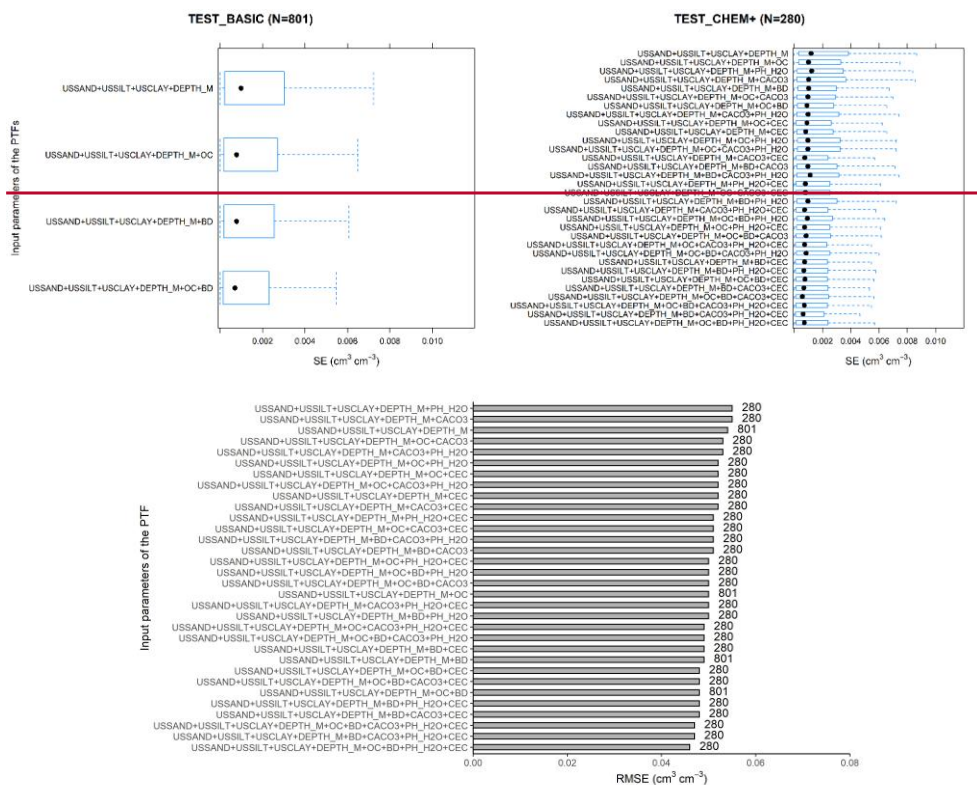 TEST_BASIC (N=801)
Input parameters of the PTFs
USSAND+USSILT+USCLAY+DEPTH_M
USSAND+USSILT+USCLAY+DEPTH_M+OC
USSAND+USSILT+USCLAY+DEPTH_M+BD
USSAND+USSILT+USCLAY+DEPTH_M+OC+BD
0.002 0.004 0.006 0.008 0.010
SE (cm³ cm⁻³)
TEST_CHEM+ (N=280)
USSAND+USSILT+USCLAY+DEPTH_M
USSAND+USSILT+USCLAY+DEPTH_M+OC
USSAND+USSILT+USCLAY+DEPTH_M+PH_H2O
USSAND+USSILT+USCLAY+DEPTH_M+CACO3
USSAND+USSILT+USCLAY+DEPTH_M+BD
USSAND+USSILT+USCLAY+DEPTH_M+OC+CACO3
USSAND+USSILT+USCLAY+DEPTH_M+OC+BD
USSAND+USSILT+USCLAY+DEPTH_M+CACO3+PH_H2O
USSAND+USSILT+USCLAY+DEPTH_M+OC+CEC
USSAND+USSILT+USCLAY+DEPTH_M+CEC
USSAND+USSILT+USCLAY+DEPTH_M+OC+PH_H2O
USSAND+USSILT+USCLAY+DEPTH_M+OC+CACO3+PH_H2O
USSAND+USSILT+USCLAY+DEPTH_M+CACO3+CEC
USSAND+USSILT+USCLAY+DEPTH_M+BD+CACO3
USSAND+USSILT+USCLAY+DEPTH_M+BD+CACO3+PH_H2O
USSAND+USSILT+USCLAY+DEPTH_M+PH_H2O+CEC
USSAND+USSILT+USCLAY+DEPTH_M+BD+PH_H2O
USSAND+USSILT+USCLAY+DEPTH_M+CACO3+PH_H2O+CEC
USSAND+USSILT+USCLAY+DEPTH_M+OC+BD+PH_H2O
USSAND+USSILT+USCLAY+DEPTH_M+OC+PH_H2O+CEC
USSAND+USSILT+USCLAY+DEPTH_M+OC+BD+CACO3
USSAND+USSILT+USCLAY+DEPTH_M+OC+CACO3+PH_H2O+CEC
USSAND+USSILT+USCLAY+DEPTH_M+OC+BD+CACO3+PH_H2O
USSAND+USSILT+USCLAY+DEPTH_M+BD+CEC
USSAND+USSILT+USCLAY+DEPTH_M+BD+PH_H2O+CEC
USSAND+USSILT+USCLAY+DEPTH_M+OC+BD+CEC
USSAND+USSILT+USCLAY+DEPTH_M+OC+BD+CACO3+CEC
USSAND+USSILT+USCLAY+DEPTH_M+OC+BD+CACO3+PH_H2O+CEC
USSAND+USSILT+USCLAY+DEPTH_M+BD+CACO3+PH_H2O+CEC
USSAND+USSILT+USCLAY+DEPTH_M+OC+BD+PH_H2O+CEC
0.002 0.004 0.006 0.008 0.010
SE (cm³ cm⁻³)
Input parameters of the PTF
USSAND+USSILT+USCLAY+DEPTH_M+PH_H2O 280
USSAND+USSILT+USCLAY+DEPTH_M+CACO3 280
USSAND+USSILT+USCLAY+DEPTH_M 801
USSAND+USSILT+USCLAY+DEPTH_M+OC+CACO3 280
USSAND+USSILT+USCLAY+DEPTH_M+CACO3+PH_H2O 280
USSAND+USSILT+USCLAY+DEPTH_M+OC+PH_H2O 280
USSAND+USSILT+USCLAY+DEPTH_M+OC+CEC 280
USSAND+USSILT+USCLAY+DEPTH_M+OC+CACO3+PH_H2O 280
USSAND+USSILT+USCLAY+DEPTH_M+CEC 280
USSAND+USSILT+USCLAY+DEPTH_M+CACO3+CEC 280
USSAND+USSILT+USCLAY+DEPTH_M+PH_H2O+CEC 280
USSAND+USSILT+USCLAY+DEPTH_M+OC+CACO3+CEC 280
USSAND+USSILT+USCLAY+DEPTH_M+BD+CACO3+PH_H2O 280
USSAND+USSILT+USCLAY+DEPTH_M+BD+CACO3 280
USSAND+USSILT+USCLAY+DEPTH_M+OC+PH_H2O+CEC 280
USSAND+USSILT+USCLAY+DEPTH_M+OC+BD+PH_H2O 280
USSAND+USSILT+USCLAY+DEPTH_M+OC+BD+CACO3 280
USSAND+USSILT+USCLAY+DEPTH_M+OC 801
USSAND+USSILT+USCLAY+DEPTH_M+CACO3+PH_H2O+CEC 280
USSAND+USSILT+USCLAY+DEPTH_M+BD+PH_H2O 280
USSAND+USSILT+USCLAY+DEPTH_M+OC+CACO3+PH_H2O+CEC 280
USSAND+USSILT+USCLAY+DEPTH_M+OC+BD+CACO3+PH_H2O 280
USSAND+USSILT+USCLAY+DEPTH_M+BD+CEC 280
USSAND+USSILT+USCLAY+DEPTH_M+BD 801
USSAND+USSILT+USCLAY+DEPTH_M+OC+BD+CEC 280
USSAND+USSILT+USCLAY+DEPTH_M+OC+BD+CACO3+CEC 280
USSAND+USSILT+USCLAY+DEPTH_M+OC+BD 801
USSAND+USSILT+USCLAY+DEPTH_M+BD+PH_H2O+CEC 280
USSAND+USSILT+USCLAY+DEPTH_M+BD+CACO3+CEC 280
USSAND+USSILT+USCLAY+DEPTH_M+OC+BD+CACO3+PH_H2O+CEC 280
USSAND+USSILT+USCLAY+DEPTH_M+BD+CACO3+PH_H2O+CEC 280
USSAND+USSILT+USCLAY+DEPTH_M+OC+BD+PH_H2O+CEC 280
0.00 0.02 0.04 0.06 0.08
RMSE (cm³ cm⁻³)